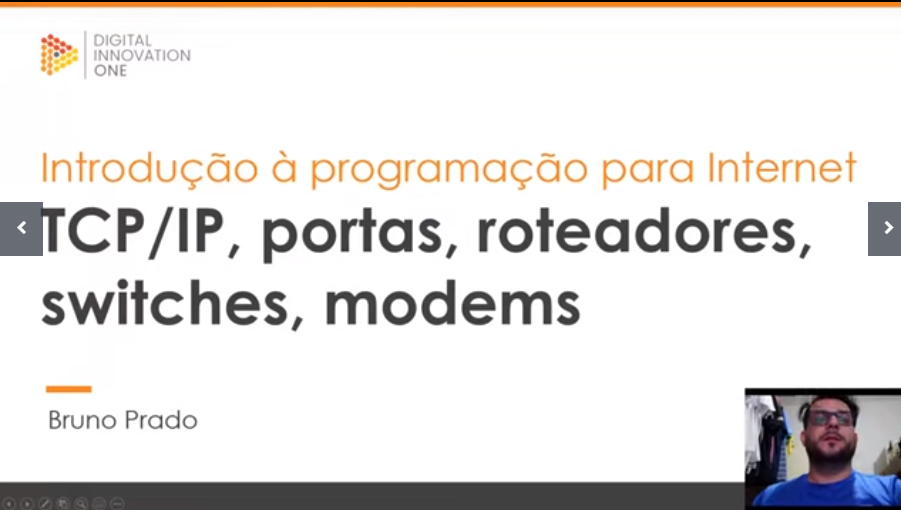 DIGITAL
INNOVATION
ONE
Introdução à programação para Internet
TCP/IP, portas, roteadores,
switches, modems
Bruno Prado